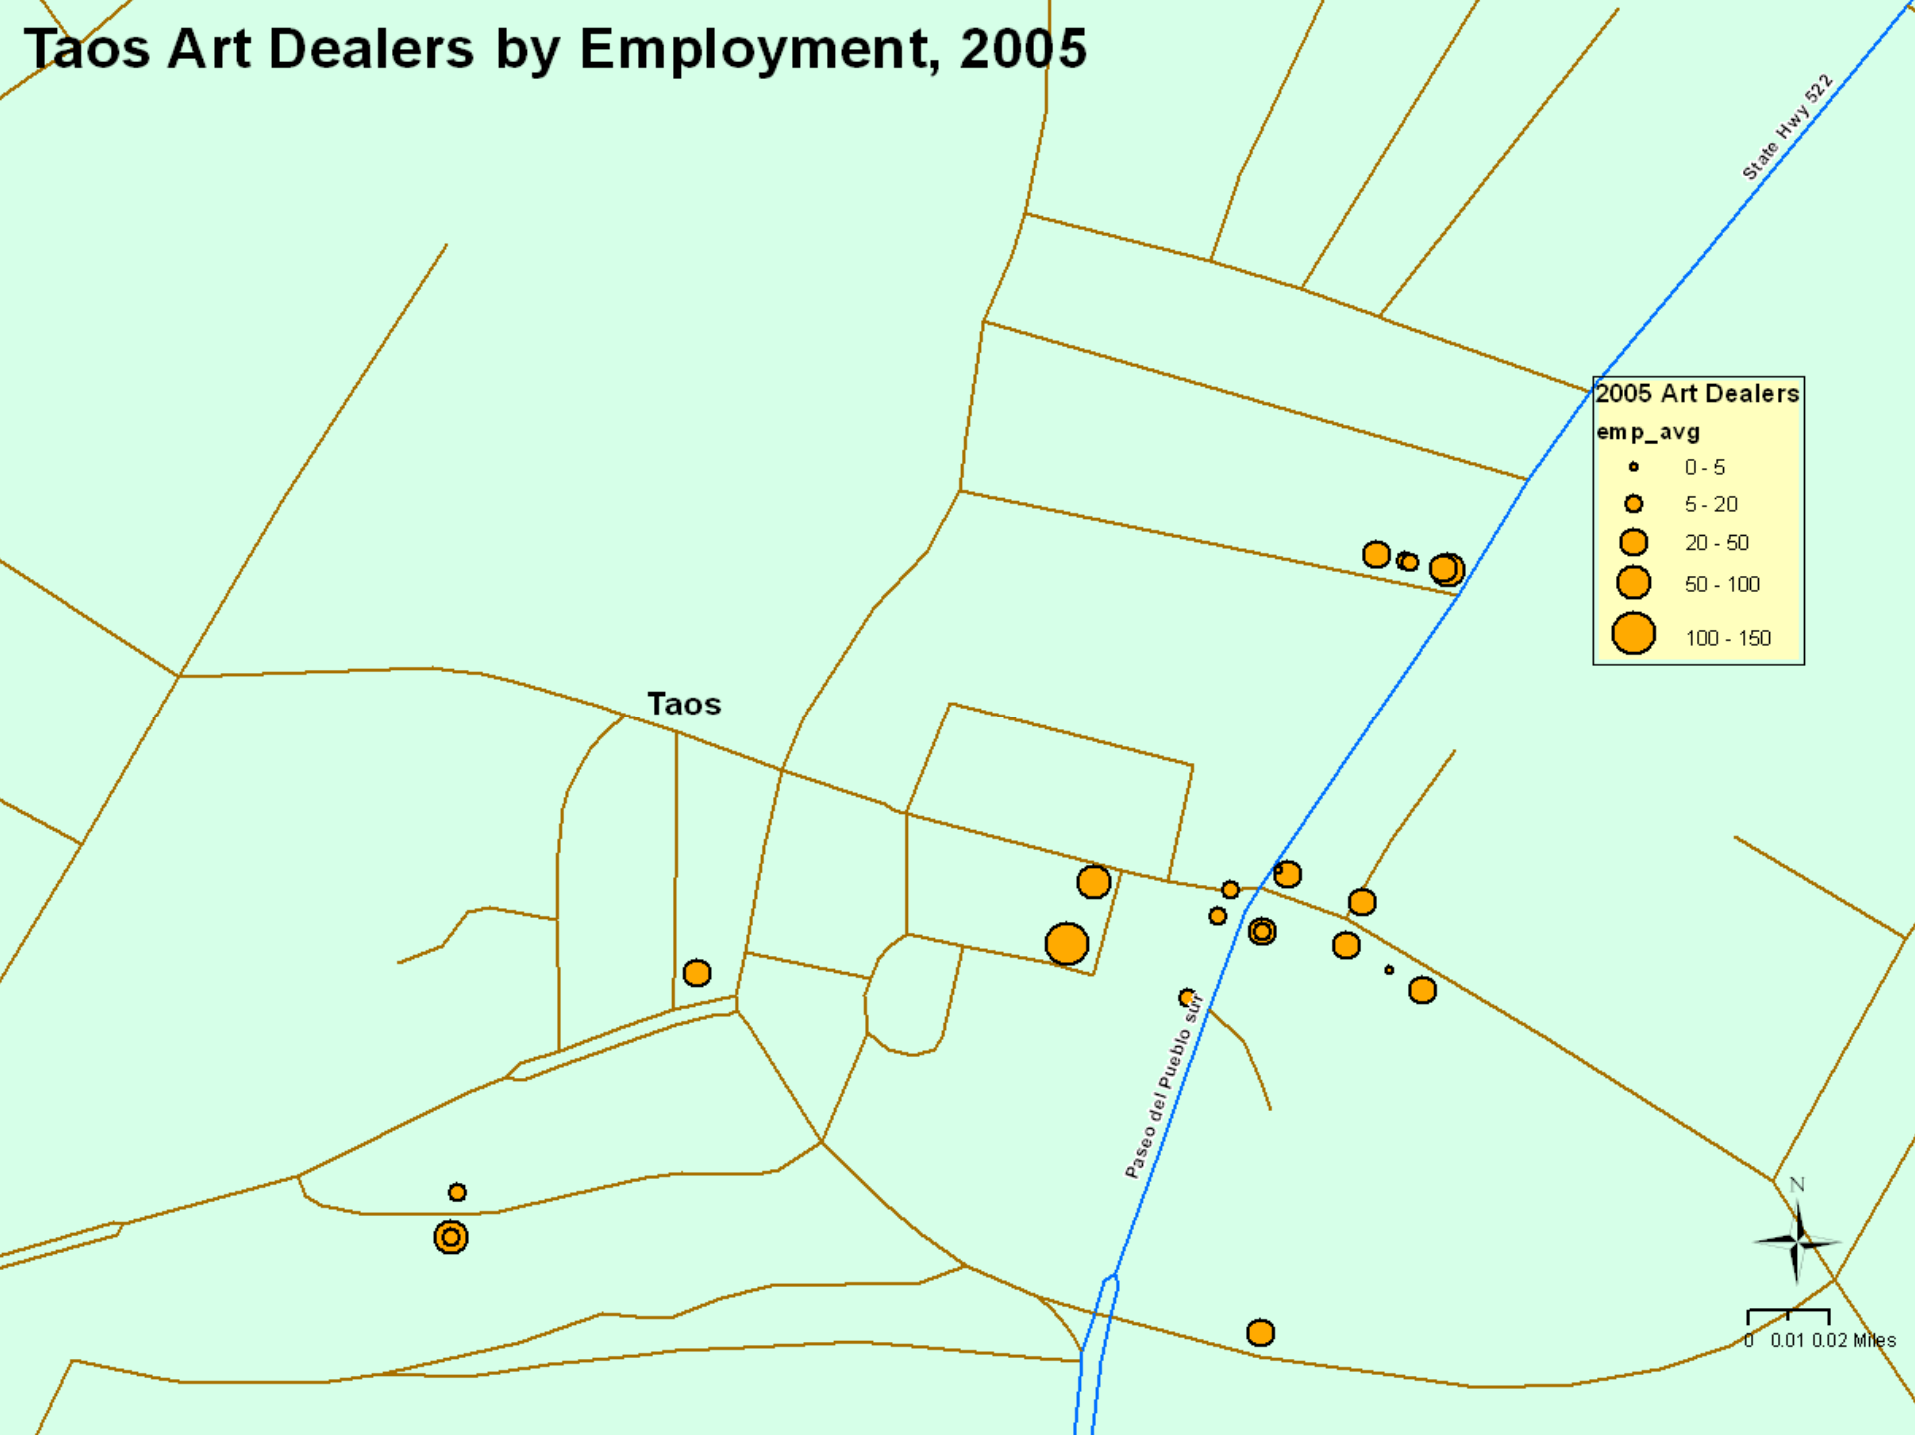 Taos Art Dealers by Employment, 2005
State Hwy 522
2005 Art Dealers
emp_avg
0 - 5
5 - 20
20 - 50
50 - 100
100 - 150
Taos
Paseo del Pueblo sur
N
0 0.01 0.02 Miles